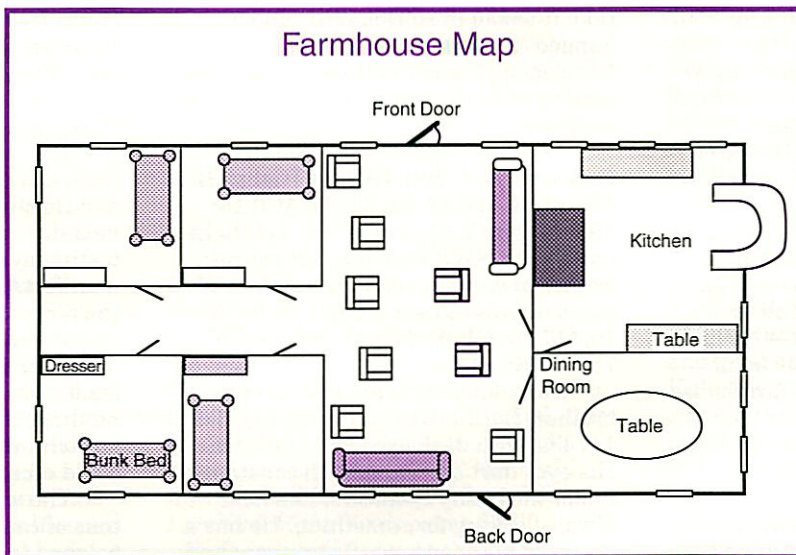 Farmhouse Map
Front Door
Kitchen
Table
Dresser
Dining
Room
Table
Bunk Bed
Back Door